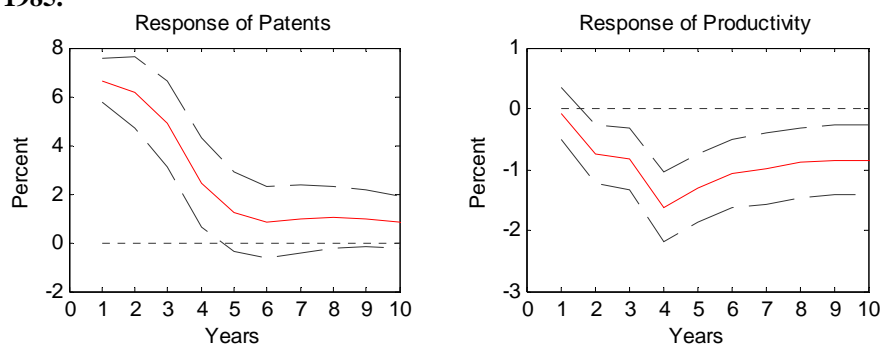 1985.
Response of Patents
8
6
4
2
0
-2
Percent
0 1 2 3 4 5 6 7 8 9 10
Years
Response of Productivity
1
0
-1
-2
-3
Percent
0 1 2 3 4 5 6 7 8 9 10
Years